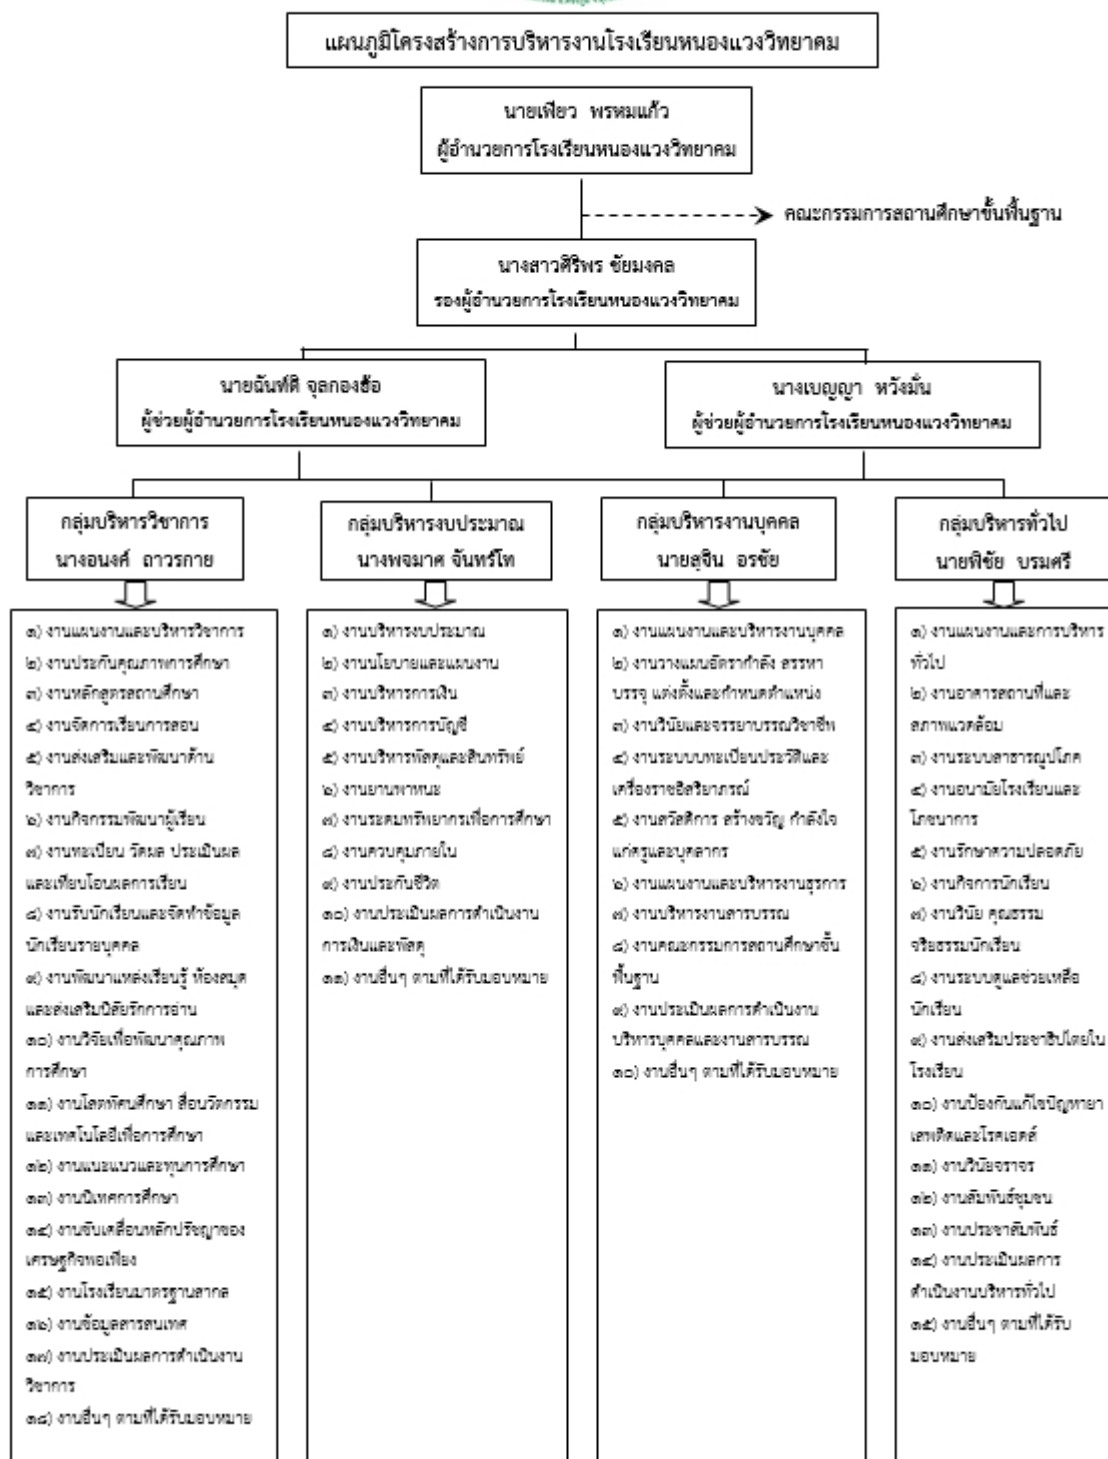 แผนภูมิโครงสร้างการบริหารงานโรงเรียนหนองแวงวิทยาคม
นายเฟียว พรหมแก้ว
ผู้อำนวยการโรงเรียนหนองแวงวิทยาคม
คณะกรรมการสถานศึกษาขั้นพื้นฐาน
นางสาวศิริพร ชัยมงคล
รองผู้อำนวยการโรงเรียนหนองแวงวิทยาคม
นายฉันท์ดี จุลกองฮ้อ
ผู้ช่วยผู้อำนวยการโรงเรียนหนองแวงวิทยาคม
นางเบญญา หวังมั่น
ผู้ช่วยผู้อำนวยการโรงเรียนหนองแวงวิทยาคม
กลุ่มบริหารวิชาการ
นางอนงค์ ถาวรกาย
กลุ่มบริหารงบประมาณ
นางพจมาศ จันทร์โท
กลุ่มบริหารงานบุคคล
นายสุจิน อรชัย
กลุ่มบริหารทั่วไป
นายพิชัย บรมศรี
๑) งานแผนงานและบริหารวิชาการ
๒) งานประกันคุณภาพการศึกษา
๓) งานหลักสูตรสถานศึกษา
๔) งานจัดการเรียนการสอน
๕) งานส่งเสริมและพัฒนาด้าน
วิชาการ
๖) งานกิจกรรมพัฒนาผู้เรียน
๗) งานทะเบียน วัดผล ประเมินผล
และเทียบโอนผลการเรียน
๘) งานรับนักเรียนและจัดทำข้อมูล
นักเรียนรายบุคคล
๙) งานพัฒนาแหล่งเรียนรู้ ห้องสมุด
และส่งเสริมนิสัยรักการอ่าน
๑๐) งานวิจัยเพื่อพัฒนาคุณภาพ
การศึกษา
๑๑) งานโสตทัศนศึกษา สื่อนวัตกรรม
และเทคโนโลยีเพื่อการศึกษา
๑๒) งานแนะแนวและทุนการศึกษา
๑๓) งานนิเทศการศึกษา
๑๔) งานขับเคลื่อนหลักปรัชญาของ
เศรษฐกิจพอเพียง
๑๕) งานโรงเรียนมาตรฐานสากล
๑๖) งานข้อมูลสารสนเทศ
๑๗) งานประเมินผลการดำเนินงาน
วิชาการ
๑๘) งานอื่นๆ ตามที่ได้รับมอบหมาย
๑) งานบริหารงบประมาณ
๒) งานนโยบายและแผนงาน
๓) งานบริหารการเงิน
๔) งานบริหารการบัญชี
๕) งานบริหารพัสดุและสินทรัพย์
๖) งานยานพาหนะ
๗) งานระดมทรัพยากรเพื่อการศึกษา
๘) งานควบคุมภายใน
๙) งานประกันชีวิต
๑๐) งานประเมินผลการดำเนินงาน
การเงินและพัสดุ
๑๑) งานอื่นๆ ตามที่ได้รับมอบหมาย
๑) งานแผนงานและบริหารงานบุคคล
๒) งานวางแผนอัตรากำลัง สรรหา
บรรจุ แต่งตั้งและกำหนดตำแหน่ง
๓) งานวินัยและจรรยาบรรณวิชาชีพ
๔) งานระบบทะเบียนประวัติและ
เครื่องราชอิสริยาภรณ์
๕) งานสวัสดิการ สร้างขวัญ กำลังใจ
แก่ครูและบุคลากร
๖) งานแผนงานและบริหารงานธุรการ
๗) งานบริหารงานสารบรรณ
๘) งานคณะกรรมการสถานศึกษาขั้น
พื้นฐาน
๙) งานประเมินผลการดำเนินงาน
บริหารบุคคลและงานสารบรรณ
๑๐) งานอื่นๆ ตามที่ได้รับมอบหมาย
๑) งานแผนงานและการบริหาร
ทั่วไป
๒) งานอาคารสถานที่และ
สภาพแวดล้อม
๓) งานระบบสาธารณูปโภค
๔) งานอนามัยโรงเรียนและ
โภชนาการ
๕) งานรักษาความปลอดภัย
๖) งานกิจการนักเรียน
๗) งานวินัย คุณธรรม
จริยธรรมนักเรียน
๘) งานระบบดูแลช่วยเหลือ
นักเรียน
๙) งานส่งเสริมประชาธิปไตยใน
โรงเรียน
๑๐) งานป้องกันแก้ไขปัญหายา
เสพติดและโรคเอดส์
๑๑) งานวินัยจราจร
๑๒) งานสัมพันธ์ชุมชน
๑๓) งานประชาสัมพันธ์
๑๔) งานประเมินผลการ
ดำเนินงานบริหารทั่วไป
๑๕) งานอื่นๆ ตามที่ได้รับ
มอบหมาย